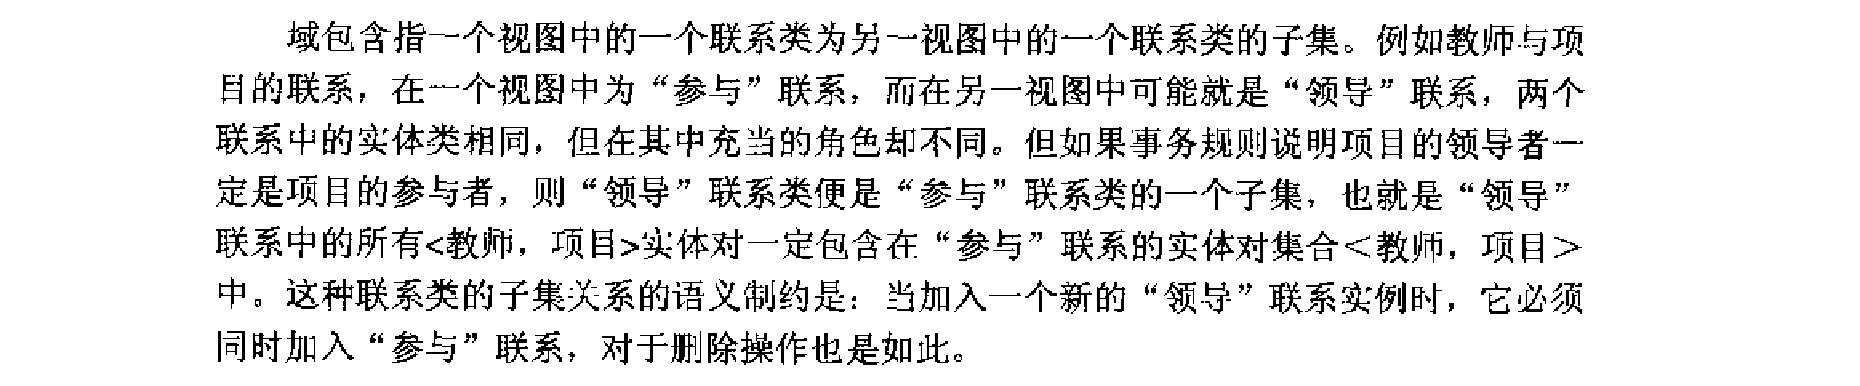 域包含指一个视图中的一个联系类为另一视图中的一个联系类的子集。例如教师与项
目的联系，在一个视图中为“参与”联系，而在另一视图中可能就是“领导”联系，两个
联系中的实体类相同，但在其中充当的角色却不同。但如果事务规则说明项目的领导者一
定是项目的参与者，则“领导”联系类便是“参与”联系类的一个子集，也就是“领导”
联系中的所有<教师，项目>实体对一定包含在“参与”联系的实体对集合＜教师，项目＞
中。这种联系类的子集关系的语义制约是：当加入一个新的“领导”联系实例时，它必须
同时加入“参与”联系，对于删除操作也是如此。